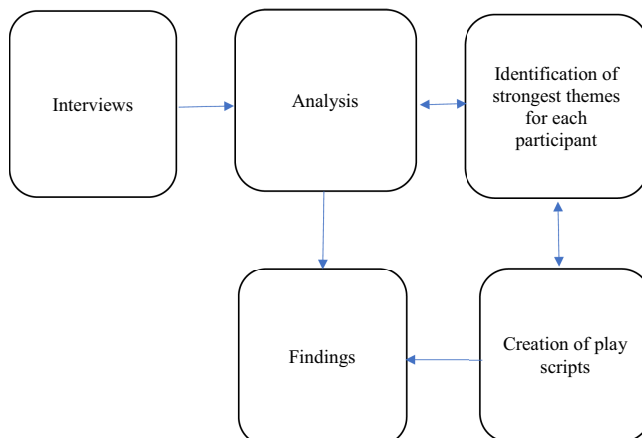 Interviews
Analysis
Identification of
strongest themes
for each
participant
Findings
Creation of play
scripts